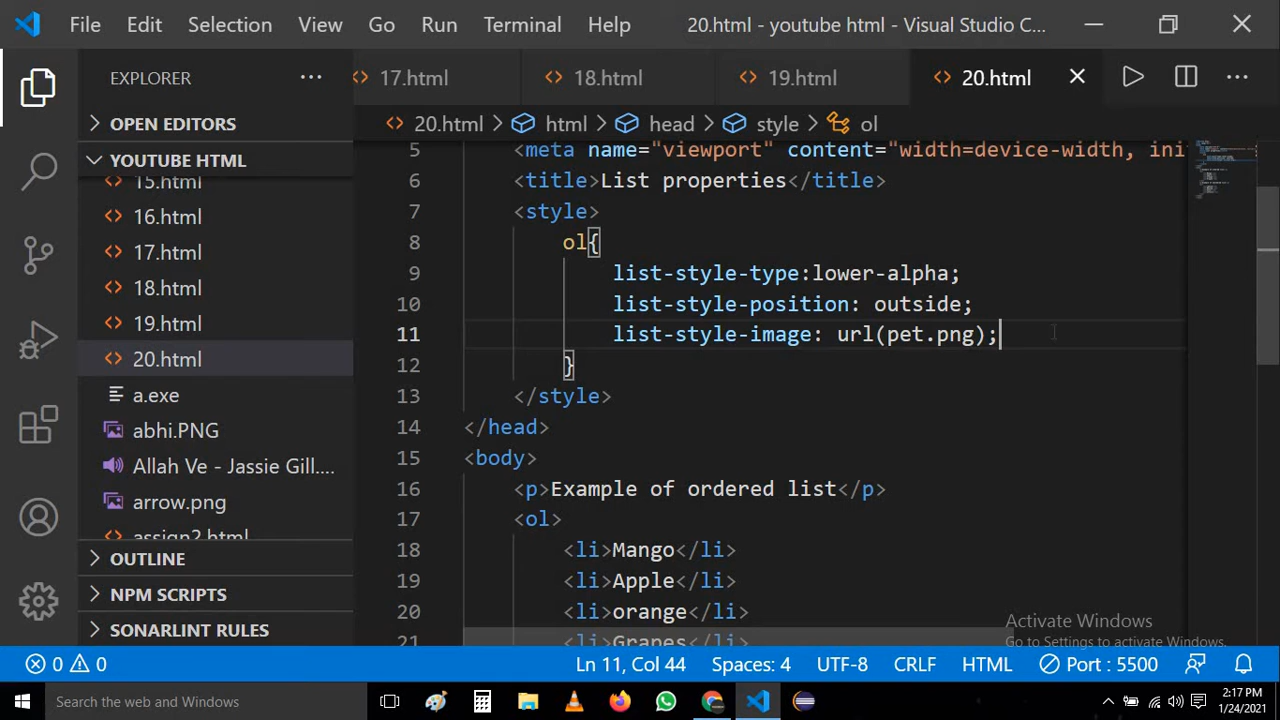 File Edit Selection View Go Run Terminal Help 20.html - youtube html - Visual Studio C...
EXPLORER
17.html 18.html 19.html 20.html
OPEN EDITORS
20.html html head style ol
YOUTUBE HTML
15.html
16.html
17.html
18.html
19.html
20.html
a.exe
abhi.PNG
Allah Ve - Jassie Gill....
arrow.png
assign2.html
OUTLINE
NPM SCRIPTS
SONARLINT RULES
5 <meta name="viewport" content="width=device-width, ini
6 <title>List properties</title>
7 <style>
8 ol{
9 list-style-type:lower-alpha;
10 list-style-position: outside;
11 list-style-image: url(pet.png);
12 }
13 </style>
14 </head>
15 <body>
16 <p>Example of ordered list</p>
17 <ol>
18 <li>Mango</li>
19 <li>Apple</li>
20 <li>orange</li>
21 <li>Grapes</li>
Activate Windows
Go to Settings to activate Windows.
0 0 Ln 11, Col 44 Spaces: 4 UTF-8 CRLF HTML Port : 5500
Search the web and Windows
2:17 PM
1/24/2021